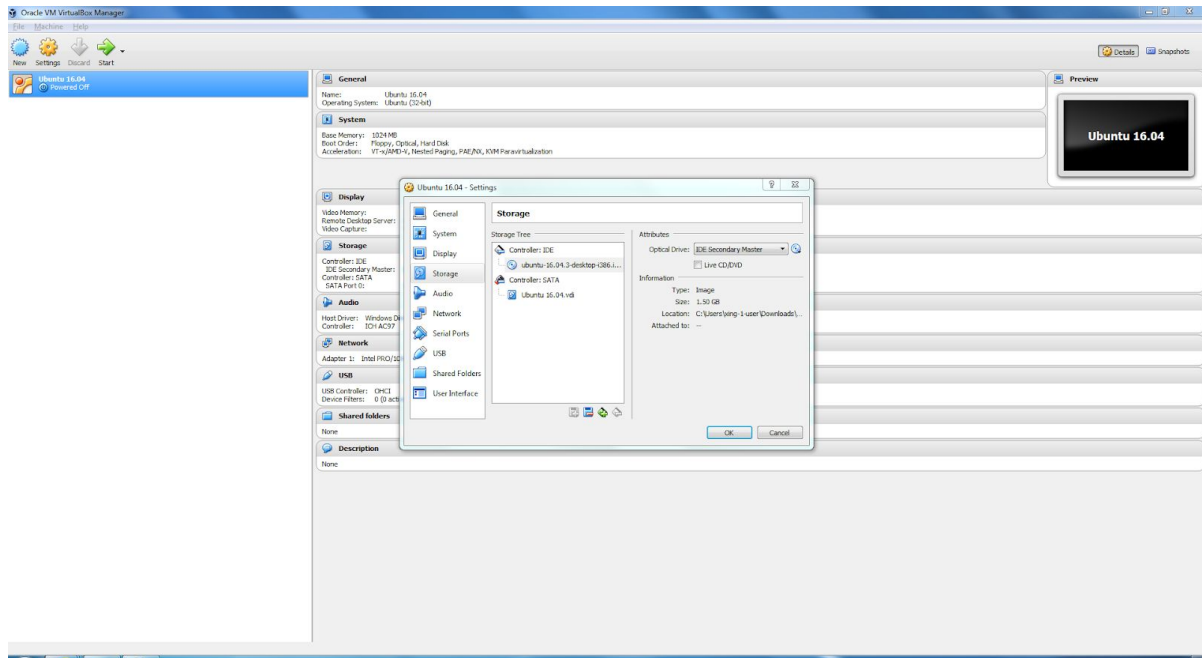 Oracle VM VirtualBox Manager
File Machine Help
New Settings Discard Start
Details Snapshots
Ubuntu 16.04
Powered Off
General
Name: Ubuntu 16.04
Operating System: Ubuntu (32-bit)
System
Base Memory: 1024 MB
Boot Order: Floppy, Optical, Hard Disk
Acceleration: VT-x/AMD-V, Nested Paging, PAE/NX, KVM Paravirtualization
Preview
Ubuntu 16.04
Display
Video Memory:
Remote Desktop Server:
Video Capture:
Storage
Controller: IDE
IDE Secondary Master:
Controller: SATA
SATA Port 0:
Audio
Host Driver: Windows Di
Controller: ICH AC97
Network
Adapter 1: Intel PRO/10
USB
USB Controller: OHCI
Device Filters: 0 (0 acti
Shared folders
None
Description
None
Ubuntu 16.04 - Settings
General
System
Display
Storage
Audio
Network
Serial Ports
USB
Shared Folders
User Interface
Storage
Storage Tree
Controller: IDE
ubuntu-16.04.3-desktop-i386.i...
Controller: SATA
Ubuntu 16.04.vdi
Attributes
Optical Drive: IDE Secondary Master
Live CD/DVD
Information
Type: Image
Size: 1.50 GB
Location: C:\Users\xing-1-user\Downloads\...
Attached to: --
OK Cancel